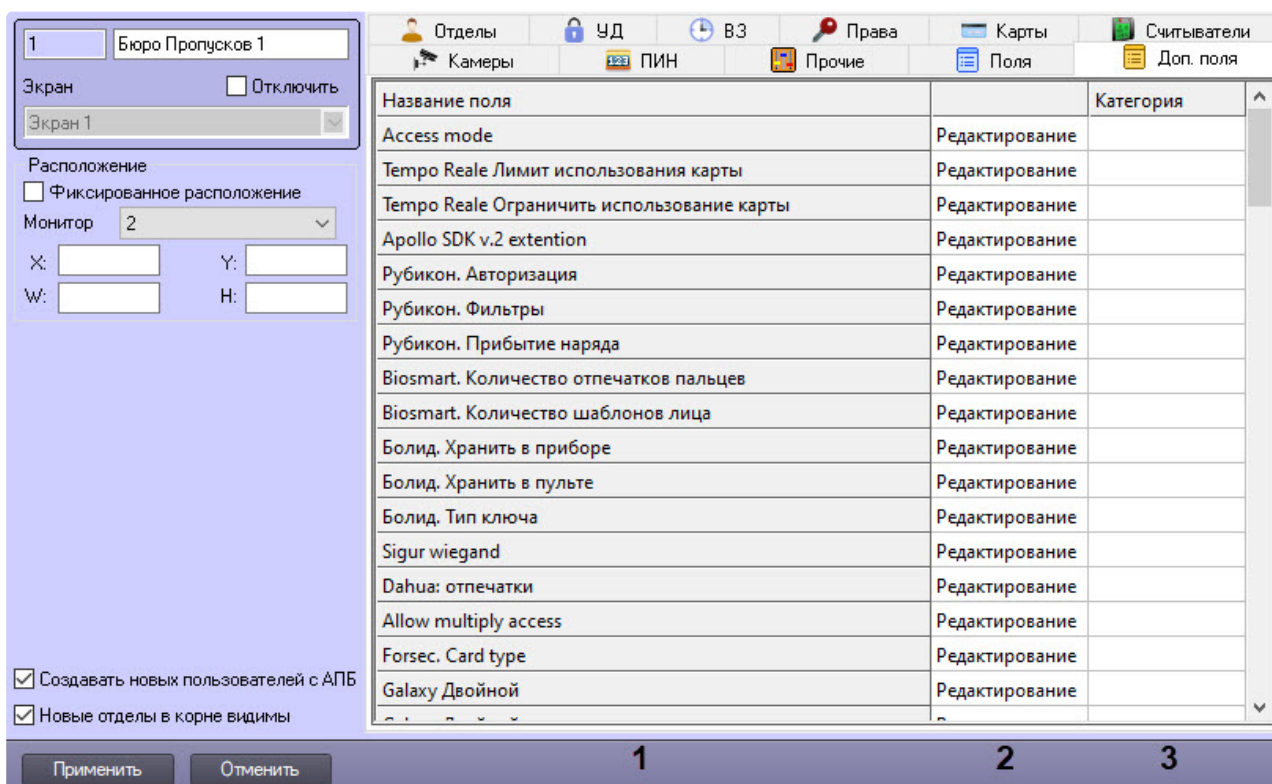 1
Бюро Пропусков 1
Экран
Отключить
Экран 1
Расположение
Фиксированное расположение
Монитор 2
X:
Y:
W:
H:
Создавать новых пользователей с АПБ
Новые отделы в корне видимы
Отделы УД ВЗ Права Карты Считыватели
Камеры ПИН Прочие Поля Доп. поля
Название поля Категория
Access mode Редактирование
Tempo Reale Лимит использования карты Редактирование
Tempo Reale Ограничить использование карты Редактирование
Apollo SDK v.2 extention Редактирование
Рубикон. Авторизация Редактирование
Рубикон. Фильтры Редактирование
Рубикон. Прибытие наряда Редактирование
Biosmart. Количество отпечатков пальцев Редактирование
Biosmart. Количество шаблонов лица Редактирование
Болид. Хранить в приборе Редактирование
Болид. Хранить в пульте Редактирование
Болид. Тип ключа Редактирование
Sigur wiegand Редактирование
Dahua: отпечатки Редактирование
Allow multiply access Редактирование
Forsec. Card type Редактирование
Galaxy Двойной Редактирование
Применить Отменить 1 2 3